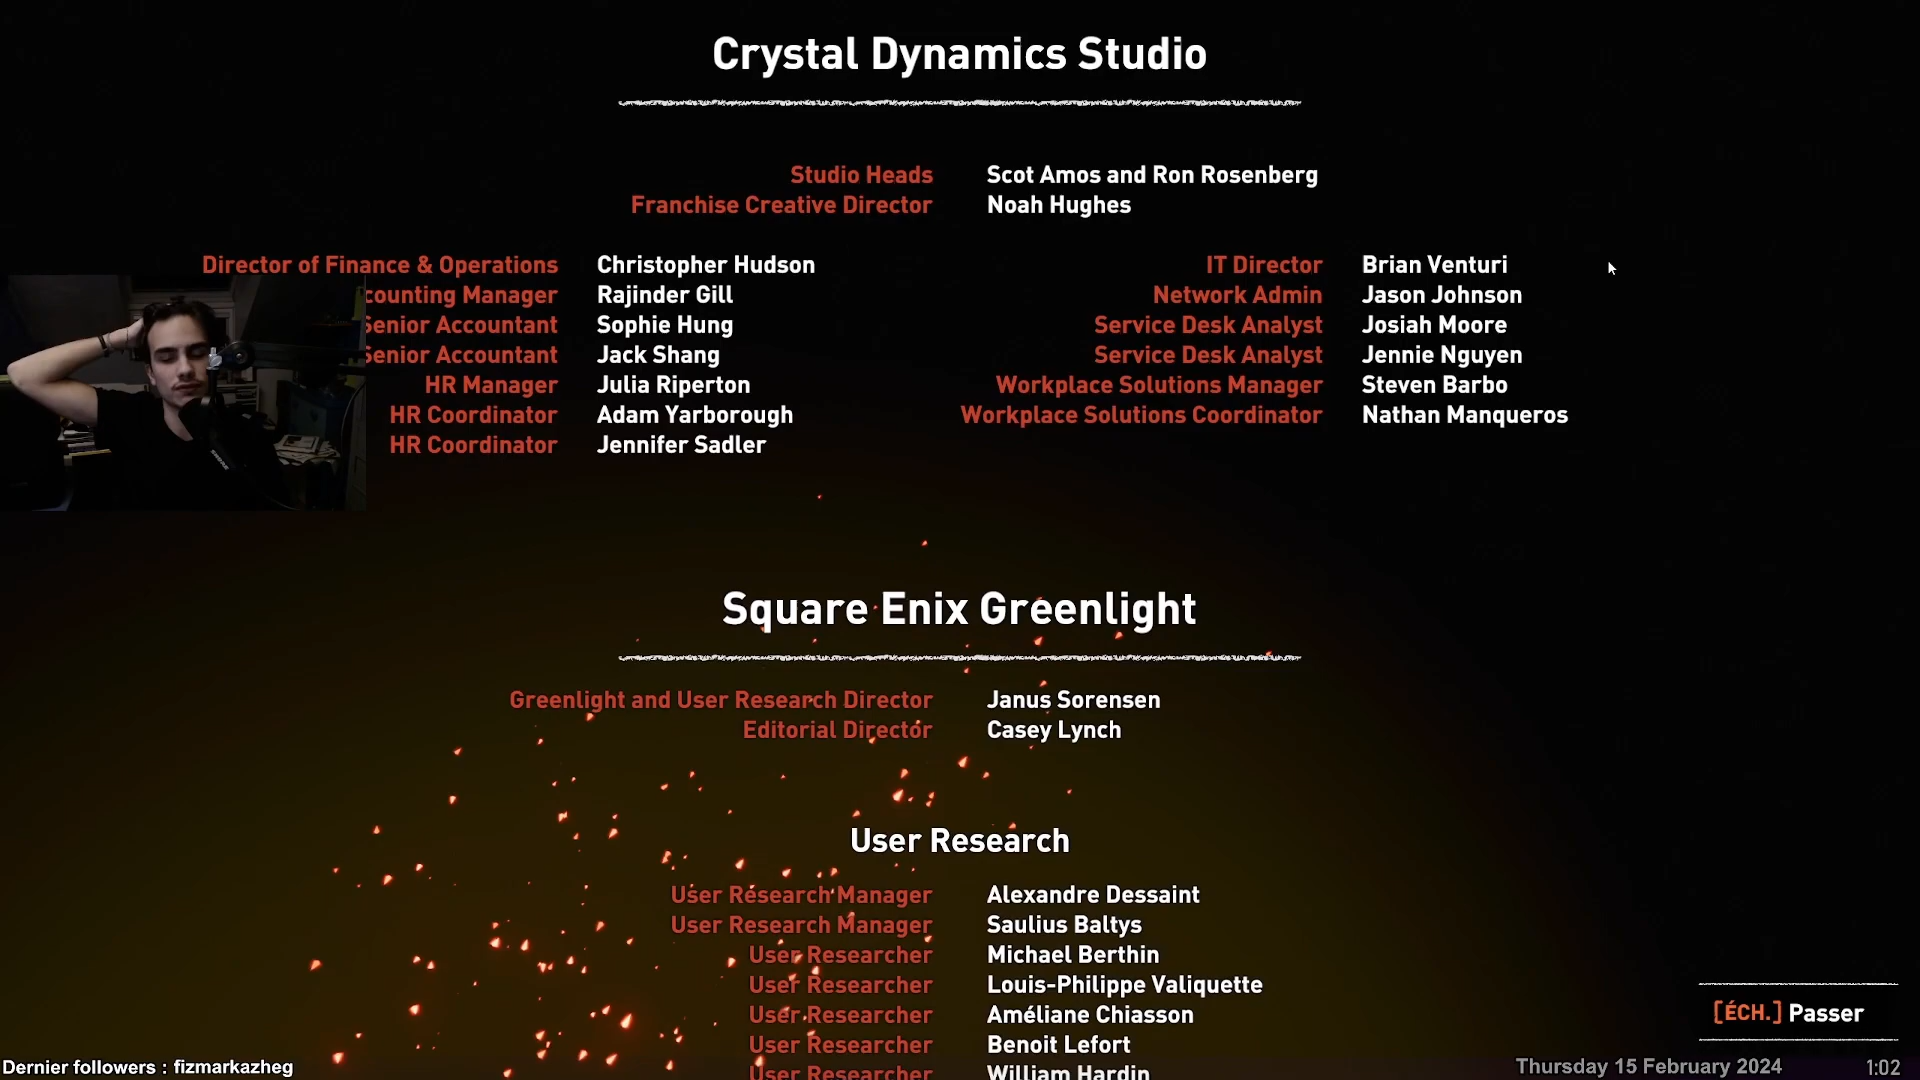 Crystal Dynamics Studio
Studio Heads Scot Amos and Ron Rosenberg
Franchise Creative Director Noah Hughes
Director of Finance & Operations Christopher Hudson
counting Manager Rajinder Gill
Senior Accountant Sophie Hung
Senior Accountant Jack Shang
HR Manager Julia Riperton
HR Coordinator Adam Yarborough
HR Coordinator Jennifer Sadler
IT Director Brian Venturi
Network Admin Jason Johnson
Service Desk Analyst Josiah Moore
Service Desk Analyst Jennie Nguyen
Workplace Solutions Manager Steven Barbo
Workplace Solutions Coordinator Nathan Manqueros
Square Enix Greenlight
Greenlight and User Research Director Janus Sorensen
Editorial Director Casey Lynch
User Research
User Research Manager Alexandre Dessaint
User Research Manager Saulius Baltys
User Researcher Michael Berthin
User Researcher Louis-Philippe Valiquette
User Researcher Améliane Chiasson
User Researcher Benoit Lefort
User Researcher William Hardin
[ÉCH.] Passer
Dernier followers : fizmarkazheg
Thursday 15 February 2024 1:02